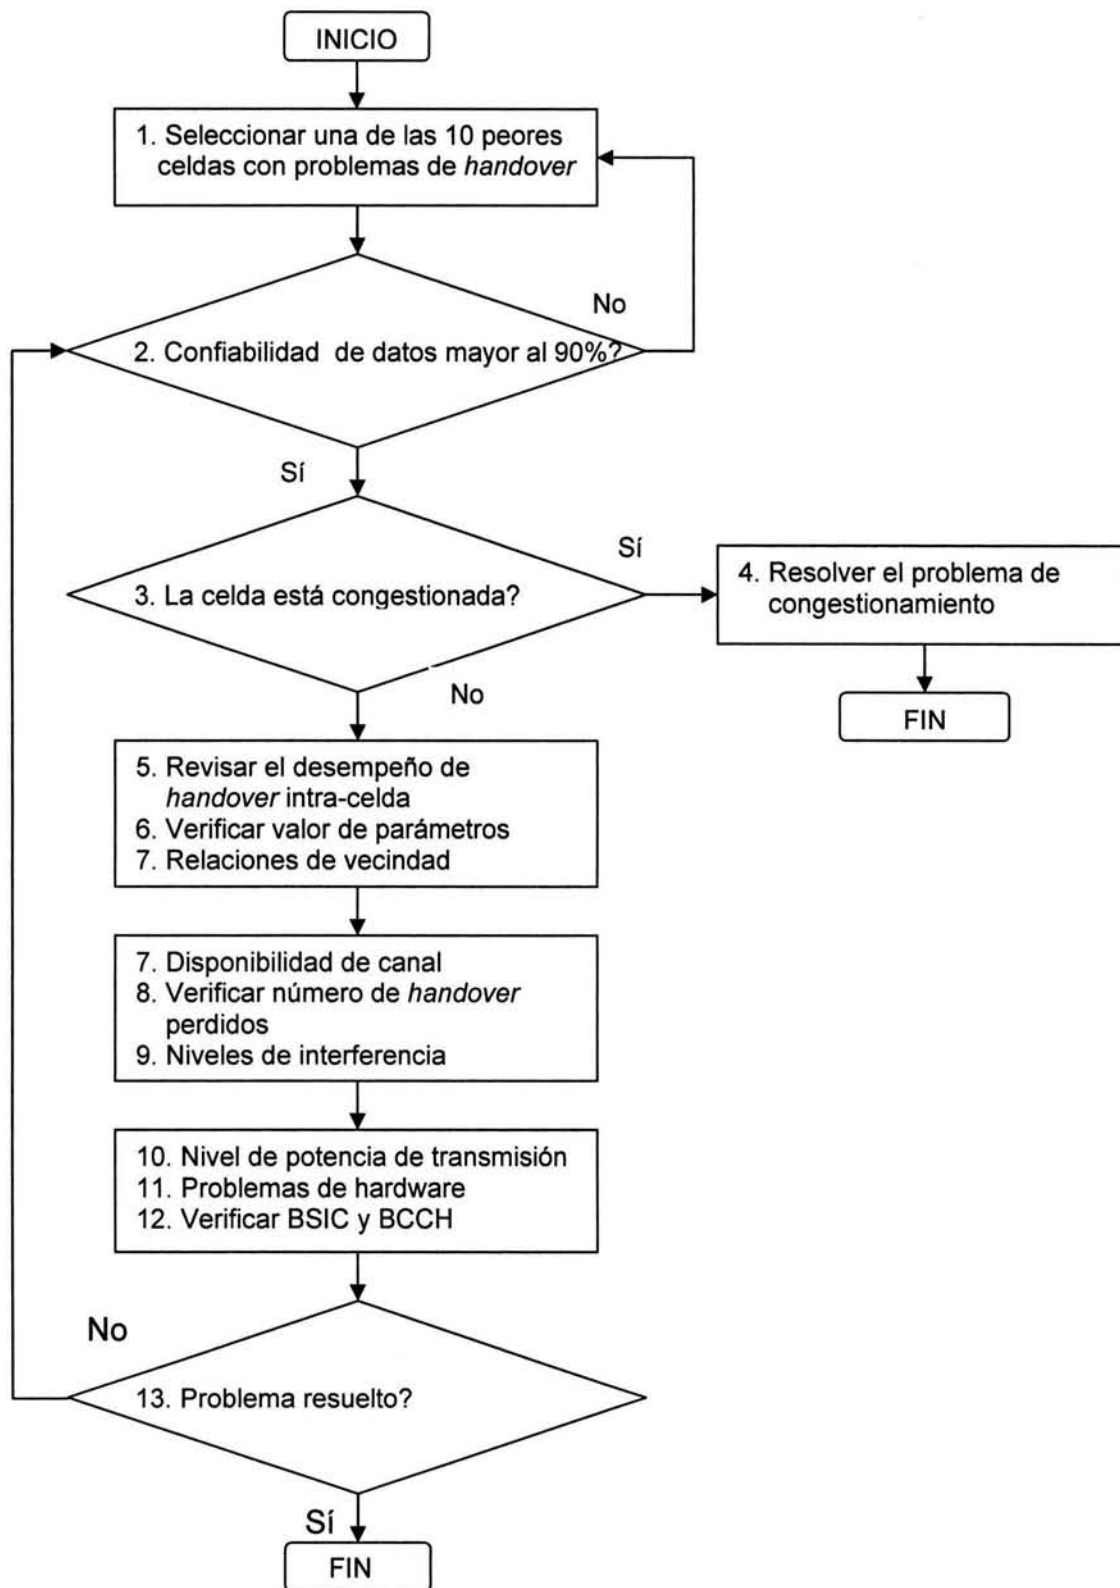 INICIO
1. Seleccionar una de las 10 peores
celdas con problemas de handover
No
2. Confiabilidad de datos mayor al 90%?
Sí
Sí
3. La celda está congestionada?
4. Resolver el problema de
congestionamiento
No
FIN
5. Revisar el desempeño de
handover intra-celda
6. Verificar valor de parámetros
7. Relaciones de vecindad
7. Disponibilidad de canal
8. Verificar número de handover
perdidos
9. Niveles de interferencia
10. Nivel de potencia de transmisión
11. Problemas de hardware
12. Verificar BSIC y BCCH
No
13. Problema resuelto?
Sí
FIN